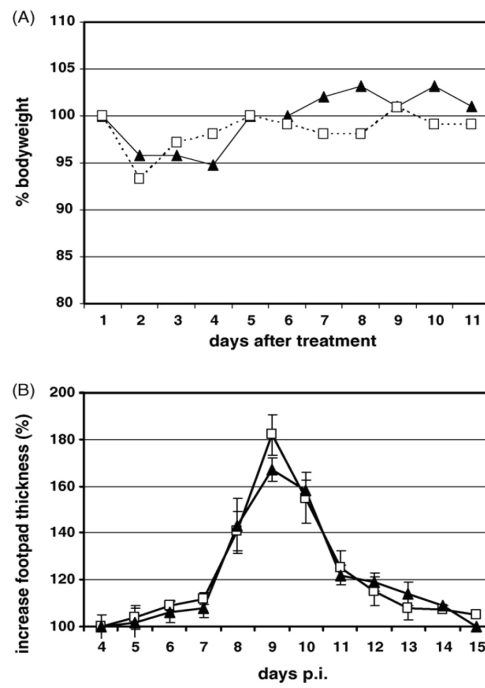 (A)
110
105
100
95
90
85
80
% bodyweight
1 2 3 4 5 6 7 8 9 10 11
days after treatment
(B)
200
180
160
140
120
100
increase footpad thickness (%)
4 5 6 7 8 9 10 11 12 13 14 15
days p.i.